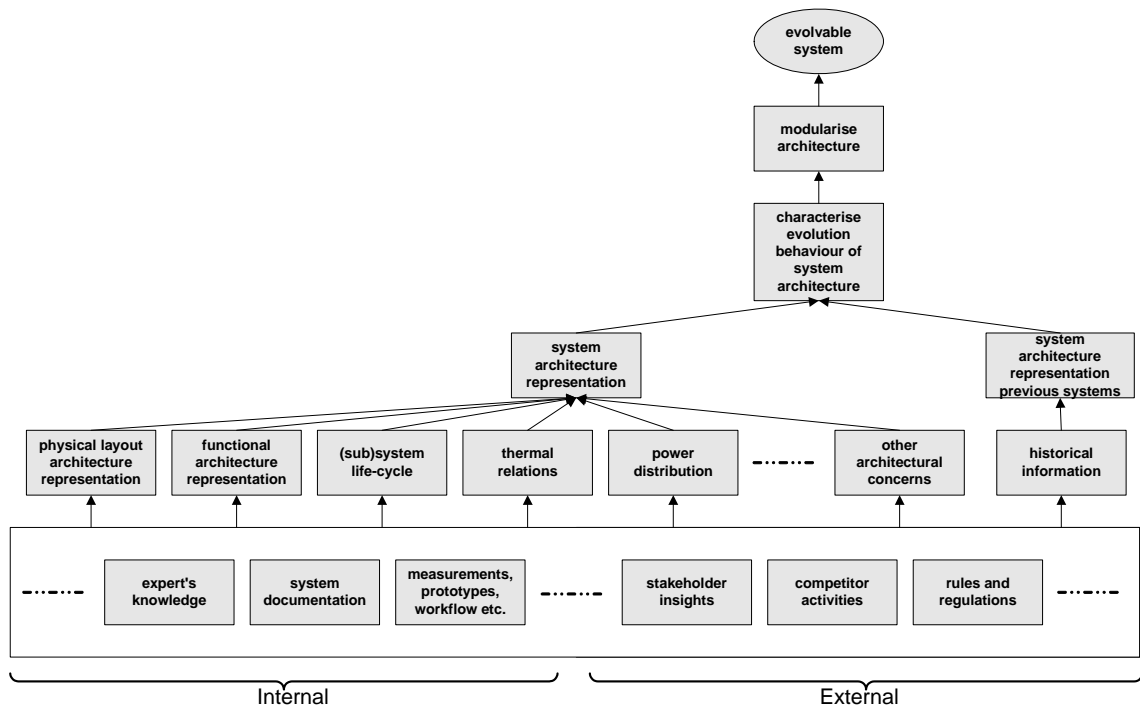 evolvable
system
modularise
architecture
characterise
evolution
behaviour of
system
architecture
system
architecture
representation
system
architecture
representation
previous systems
physical layout
architecture
representation
functional
architecture
representation
(sub)system
life-cycle
thermal
relations
power
distribution
other
architectural
concerns
historical
information
expert's
knowledge
system
documentation
measurements,
prototypes,
workflow etc.
stakeholder
insights
competitor
activities
rules and
regulations
Internal
External